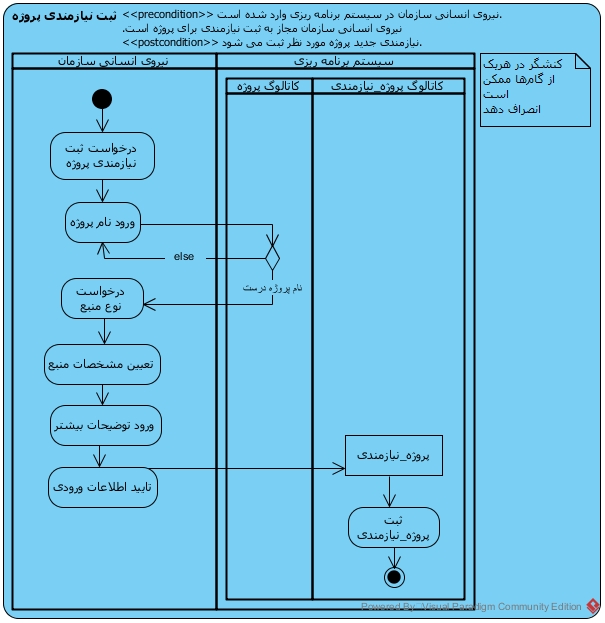 ثبت نیازمندی پروژه <<precondition>> نیروی انسانی سازمان در سیستم برنامه ریزی وارد شده است.
نیروی انسانی سازمان مجاز به ثبت نیازمندی برای پروژه است.
<<postcondition>> نیازمندی جدید پروژه مورد نظر ثبت می شود.
نیروی انسانی سازمان
سیستم برنامه ریزی
کنشگر در هریک
از گامها ممکن
است
انصراف دهد
کاتالوگ پروژه
کاتالوگ پروژه_نیازمندی
درخواست ثبت
نیازمندی پروژه
ورود نام پروژه
else
نام پروژه درست
درخواست
نوع منبع
تعیین مشخصات منبع
ورود توضیحات بیشتر
تایید اطلاعات ورودی
پروژه_نیازمندی
ثبت
پروژه_نیازمندی
Powered By Visual Paradigm Community Edition